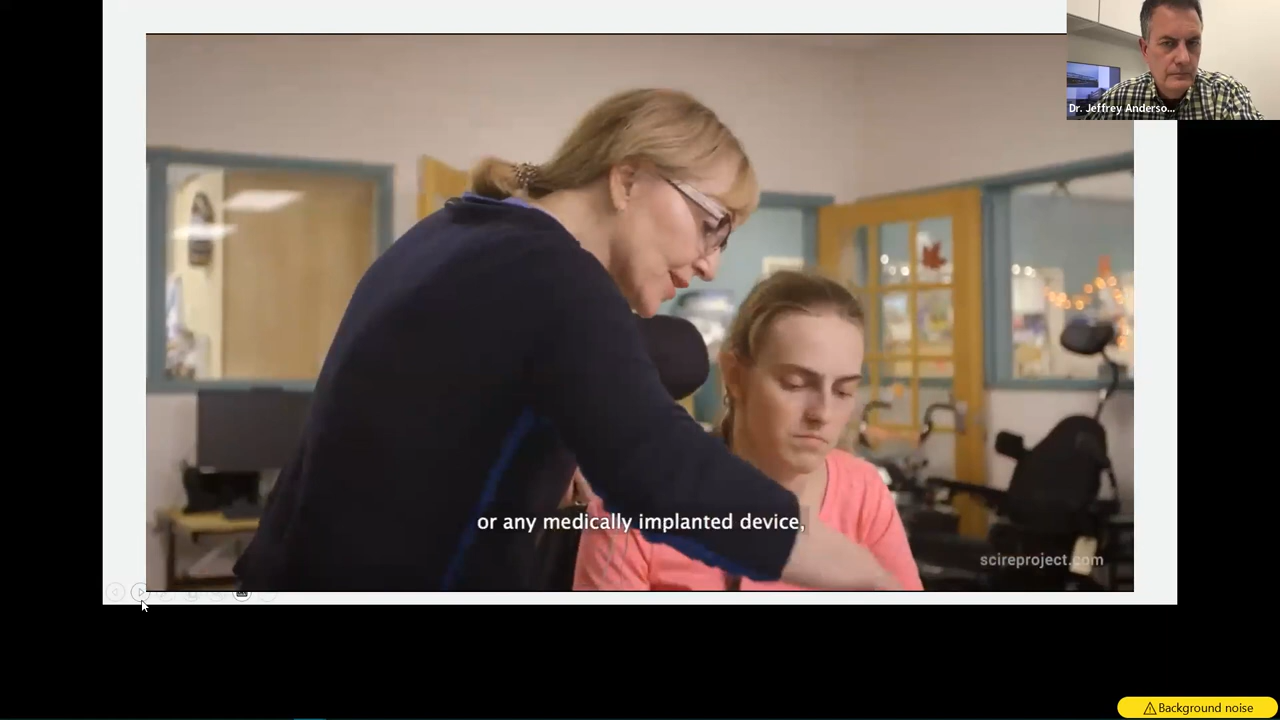 Dr. Jeffrey Anderso...
or any medically implanted device,
scireproject.com
Background noise